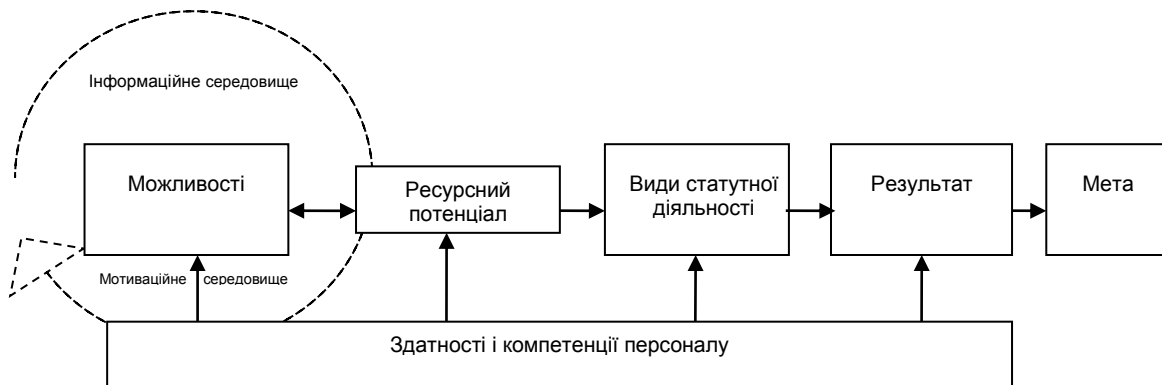 Інформаційне середовище
Можливості
Ресурсний
потенціал
Види статутної
діяльності
Результат
Мета
Мотиваційне середовище
Здатності і компетенції персоналу